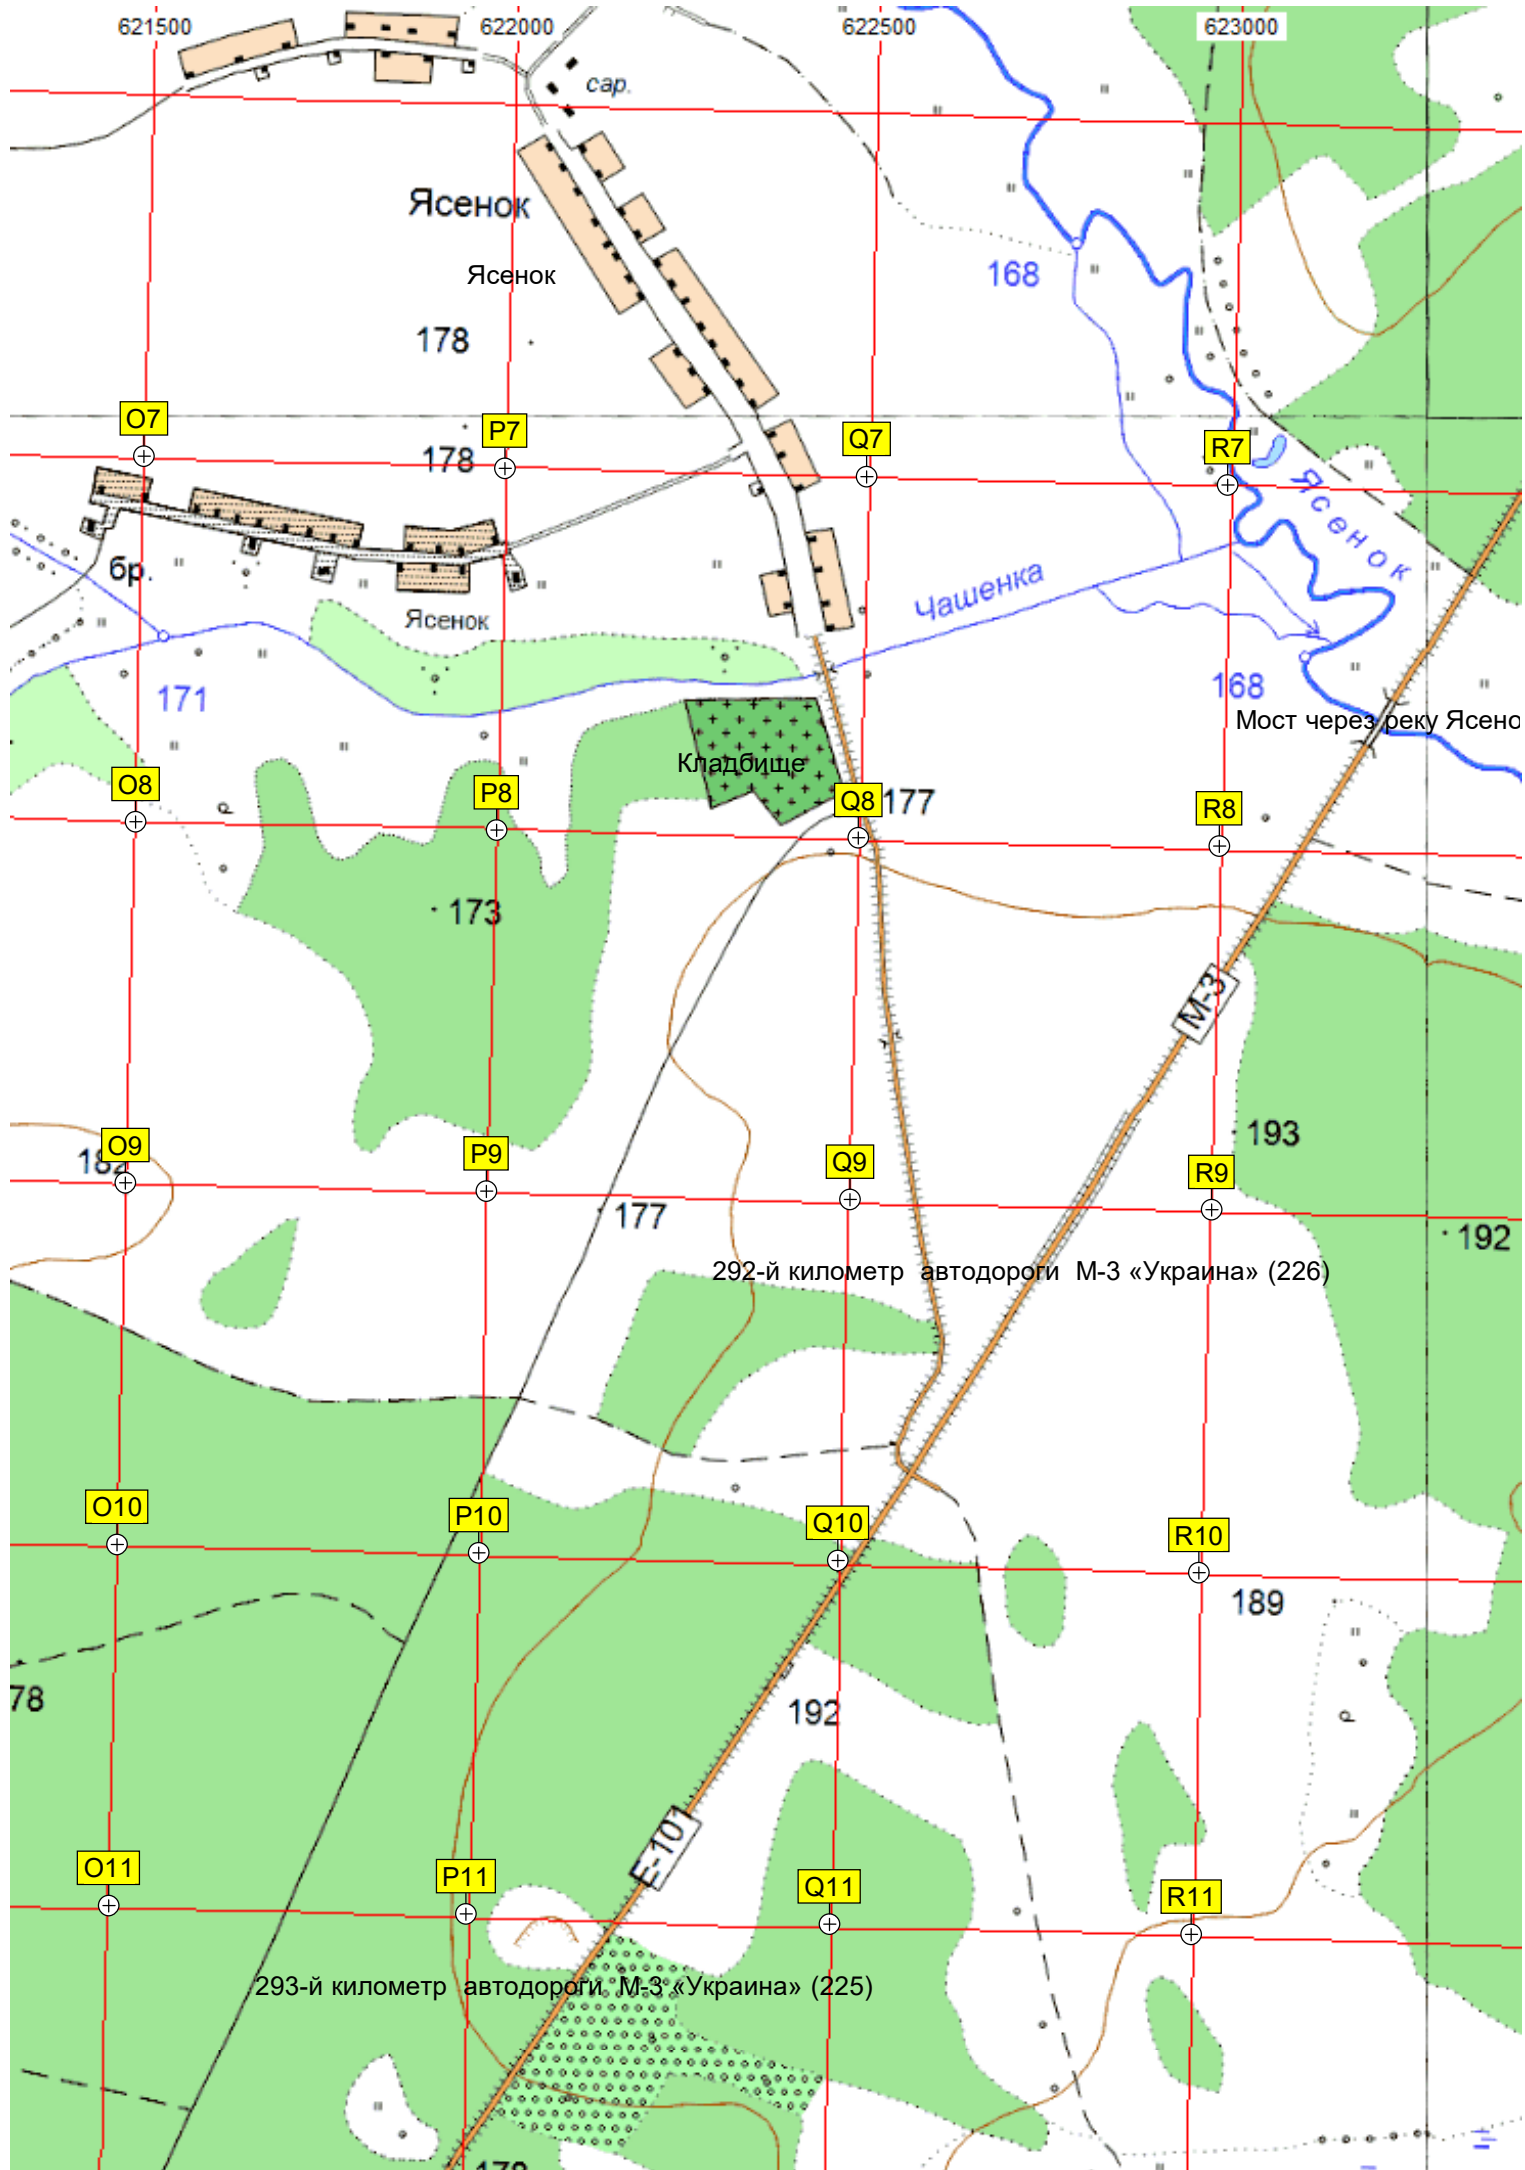 621500 622000 622500 623000
сар.
Ясенок
Ясенок
168
178
O7
P7
Q7
R7
178
Ясенок
бр.
Чашенка
Ясенок
171
168
Мост через реку Ясено
Кладбище
O8
P8
Q8
177
R8
173
М-3
193
O9
182
P9
Q9
R9
177
192
292-й километр автодороги М-3 «Украина» (226)
O10
P10
Q10
R10
189
78
192
E-101
O11
P11
Q11
R11
293-й километр автодороги М-3 «Украина» (225)